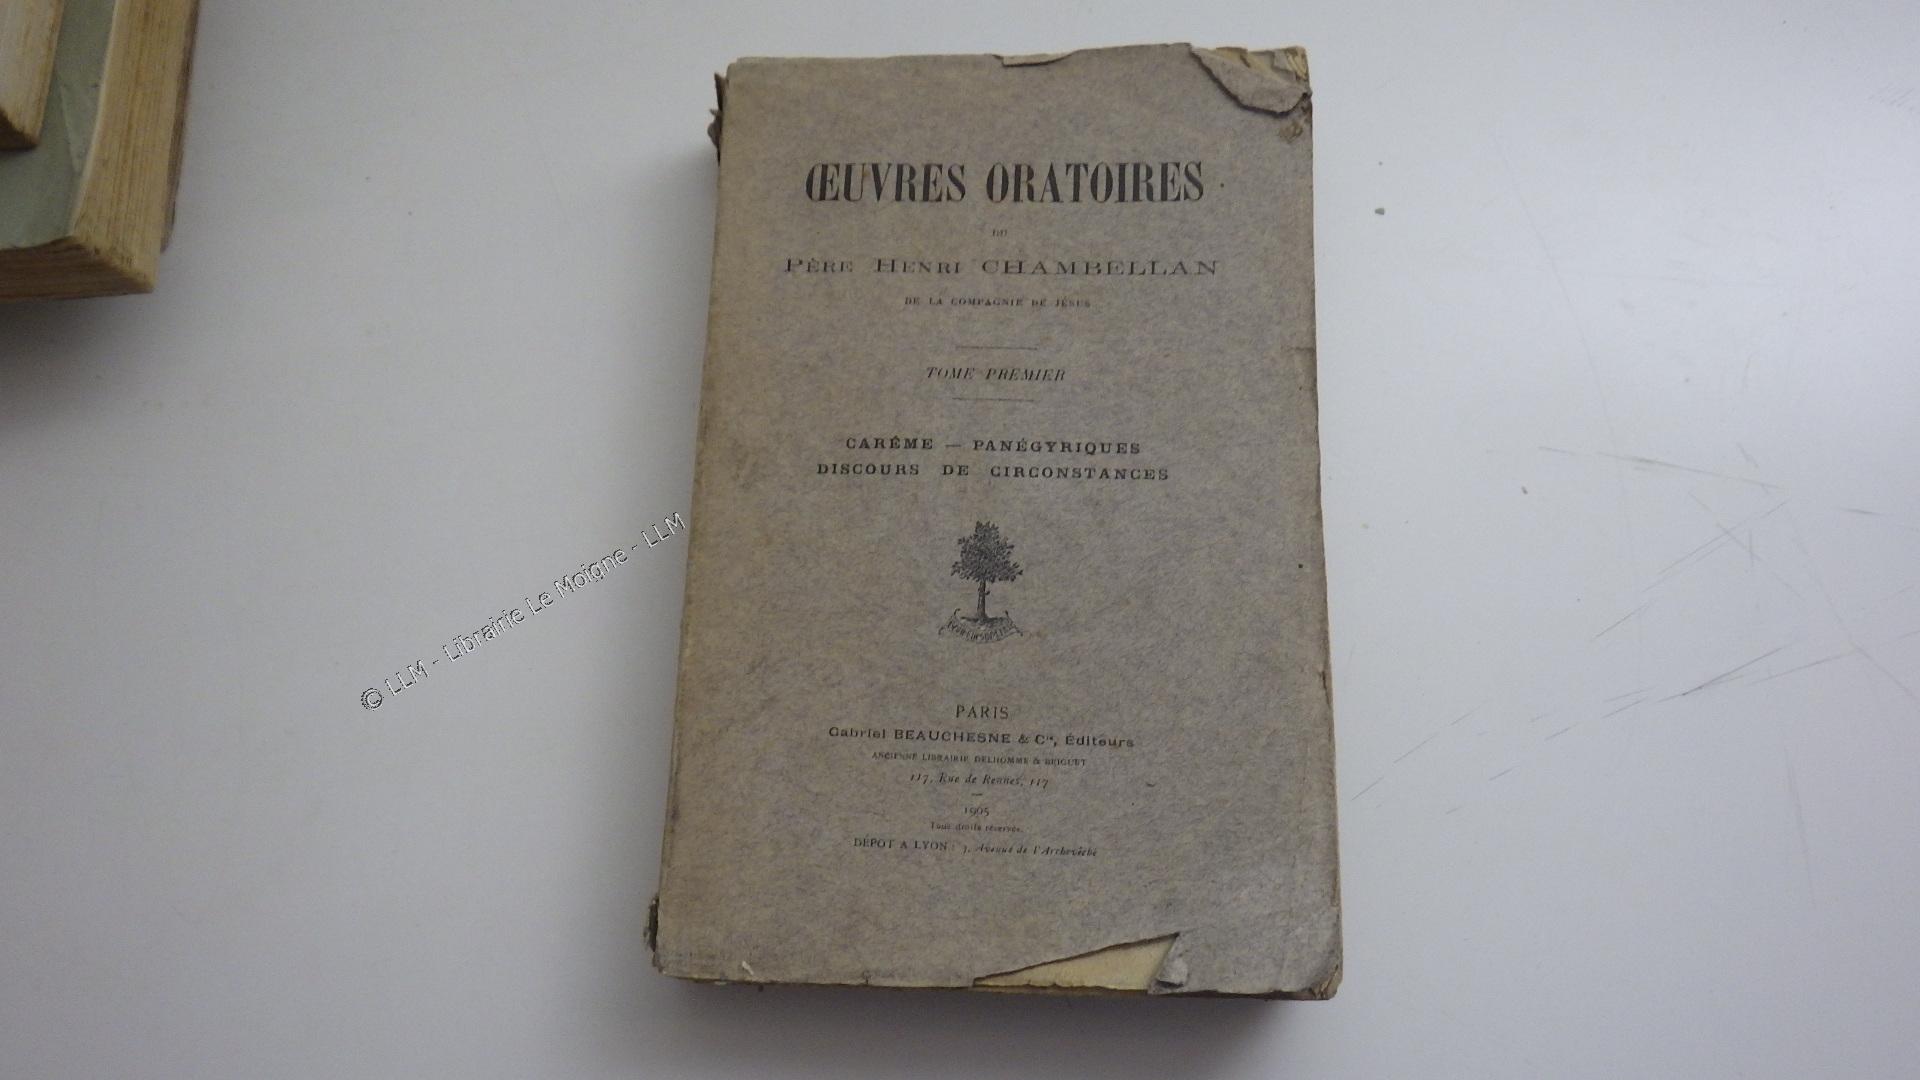 ŒUVRES ORATOIRES
DU
PÈRE HENRI CHAMBELLAN
DE LA COMPAGNIE DE JÉSUS
TOME PREMIER
CARÊME — PANÉGYRIQUES
DISCOURS DE CIRCONSTANCES
PARIS
Gabriel BEAUCHESNE & Cie, Éditeurs
ANCIENNE LIBRAIRIE DELHOMME & BRIGUET
117, Rue de Rennes, 117
1905
Tous droits réservés.
DÉPOT A LYON : 3, Avenue de l'Archevêché
© LLM - Librairie Le Moigne - LLM